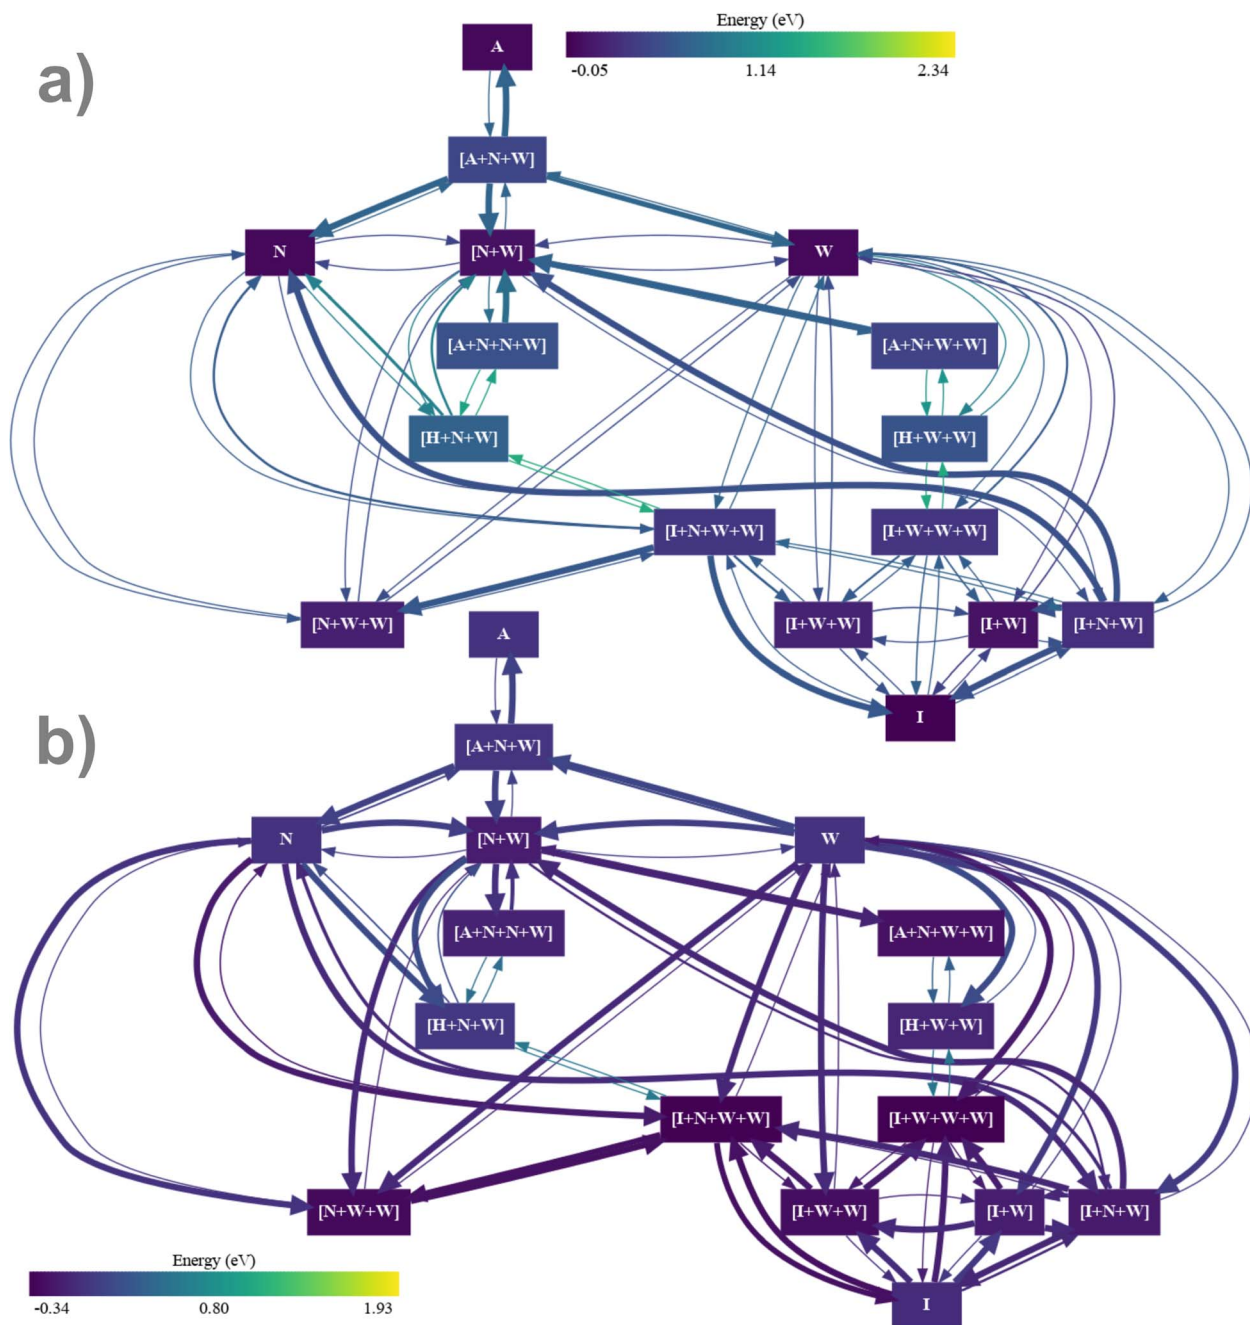 Energy (eV)
-0.05 1.14 2.34
a)
A
[A+N+W]
N [N+W] W
[A+N+N+W] [A+N+W+W]
[H+N+W] [H+W+W]
[I+N+W+W] [I+W+W+W]
[N+W+W] [I+W+W] [I+W] [I+N+W]
I
b)
A
[A+N+W]
N [N+W] W
[A+N+N+W] [A+N+W+W]
[H+N+W] [H+W+W]
[I+N+W+W] [I+W+W+W]
[N+W+W] [I+W+W] [I+W] [I+N+W]
I
Energy (eV)
-0.34 0.80 1.93